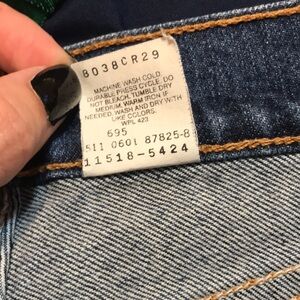 803BCR29
MACHINE WASH COLD
DURABLE PRESS CYCLE. DO
NOT BLEACH. TUMBLE DRY
MEDIUM. WARM IRON IF
NEEDED. WASH AND DRY WITH
LIKE COLORS.
WPL 423
695
511 0601 87825-8
11518-5424